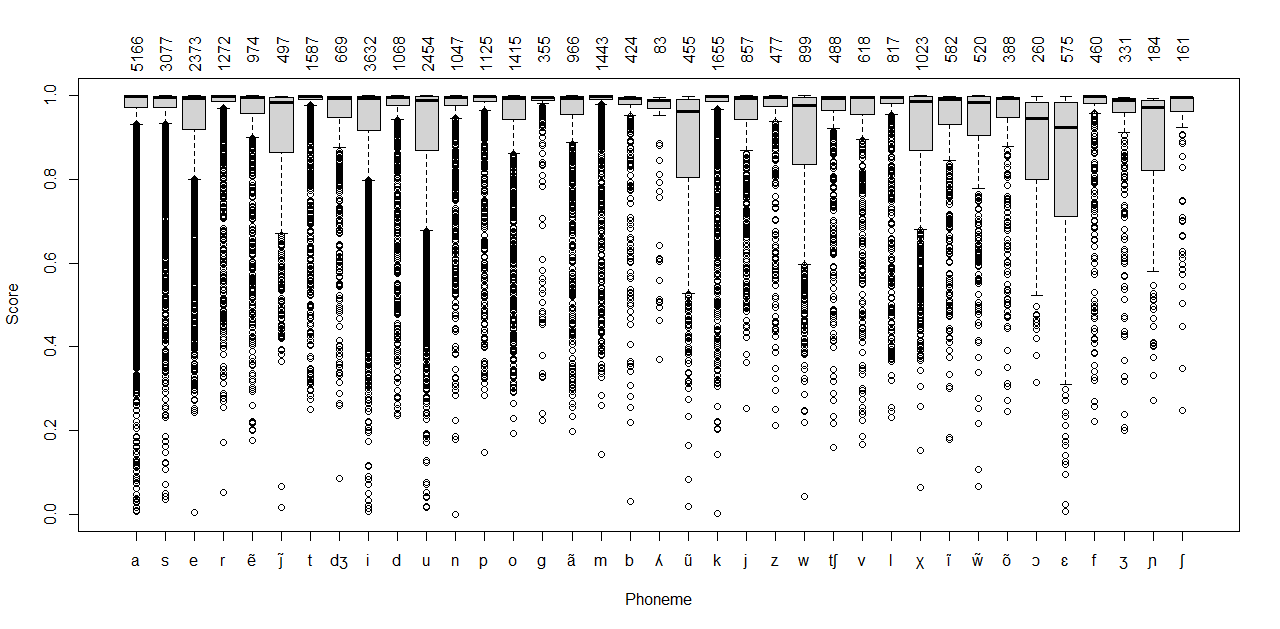 5166 3077 2373 1272 974 497 1587 669 3632 1068 2454 1047 1125 1415 355 966 1443 424 83 455 1655 857 477 899 488 618 817 1023 582 520 388 260 575 460 331 184 161
1.0
0.8
0.6
0.4
0.2
0.0
Score
a s e r ẽ j̃ t dʒ i d u n p o g ã m b ʎ ũ k j z w tʃ v l χ ĩ w̃ õ ɔ ɛ f ʒ ɲ ʃ
Phoneme